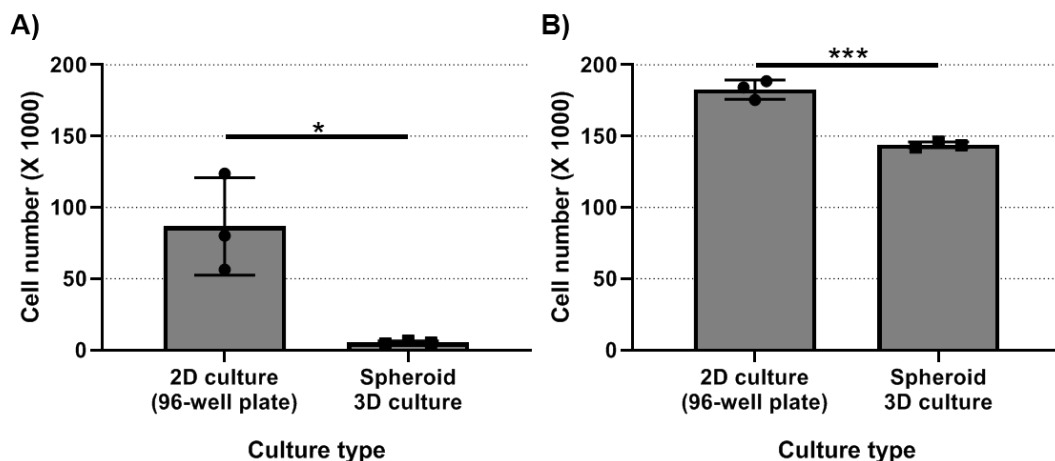 A)
Cell number (X 1000)
200
150
100
50
0
*
2D culture
(96-well plate)
Spheroid
3D culture
Culture type
B)
Cell number (X 1000)
200
150
100
50
0
***
2D culture
(96-well plate)
Spheroid
3D culture
Culture type